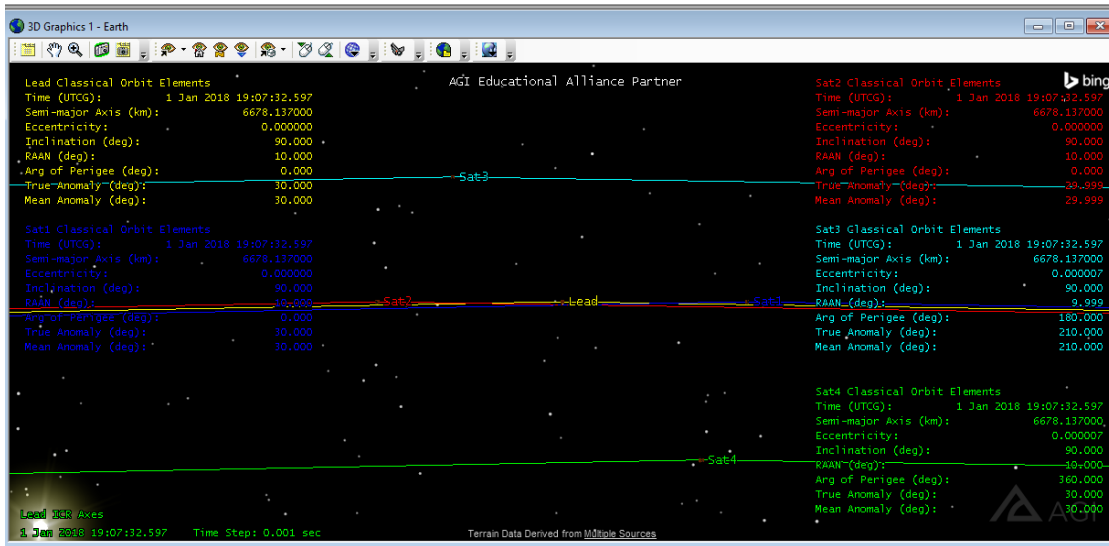 3D Graphics 1 - Earth
AGI Educational Alliance Partner
bing
Lead Classical Orbit Elements
Time (UTCG): 1 Jan 2018 19:07:32.597
Semi-major Axis (km): 6678.137000
Eccentricity: 0.000000
Inclination (deg): 90.000
RAAN (deg): 10.000
Arg of Perigee (deg): 0.000
True Anomaly (deg): 30.000
Mean Anomaly (deg): 30.000
Sat1 Classical Orbit Elements
Time (UTCG): 1 Jan 2018 19:07:32.597
Semi-major Axis (km): 6678.137000
Eccentricity: 0.000000
Inclination (deg): 90.000
RAAN (deg): 10.000
Arg of Perigee (deg): 0.000
True Anomaly (deg): 30.000
Mean Anomaly (deg): 30.000
Sat3
Sat2
Lead
Sat1
Sat4
Sat2 Classical Orbit Elements
Time (UTCG): 1 Jan 2018 19:07:32.597
Semi-major Axis (km): 6678.137000
Eccentricity: 0.000000
Inclination (deg): 90.000
RAAN (deg): 10.000
Arg of Perigee (deg): 0.000
True Anomaly (deg): 29.999
Mean Anomaly (deg): 29.999
Sat3 Classical Orbit Elements
Time (UTCG): 1 Jan 2018 19:07:32.597
Semi-major Axis (km): 6678.137000
Eccentricity: 0.000007
Inclination (deg): 90.000
RAAN (deg): 9.999
Arg of Perigee (deg): 180.000
True Anomaly (deg): 210.000
Mean Anomaly (deg): 210.000
Sat4 Classical Orbit Elements
Time (UTCG): 1 Jan 2018 19:07:32.597
Semi-major Axis (km): 6678.137000
Eccentricity: 0.000007
Inclination (deg): 90.000
RAAN (deg): 10.000
Arg of Perigee (deg): 360.000
True Anomaly (deg): 30.000
Mean Anomaly (deg): 30.000
AGI
Lead ICR Axes
1 Jan 2018 19:07:32.597 Time Step: 0.001 sec
Terrain Data Derived from Multiple Sources